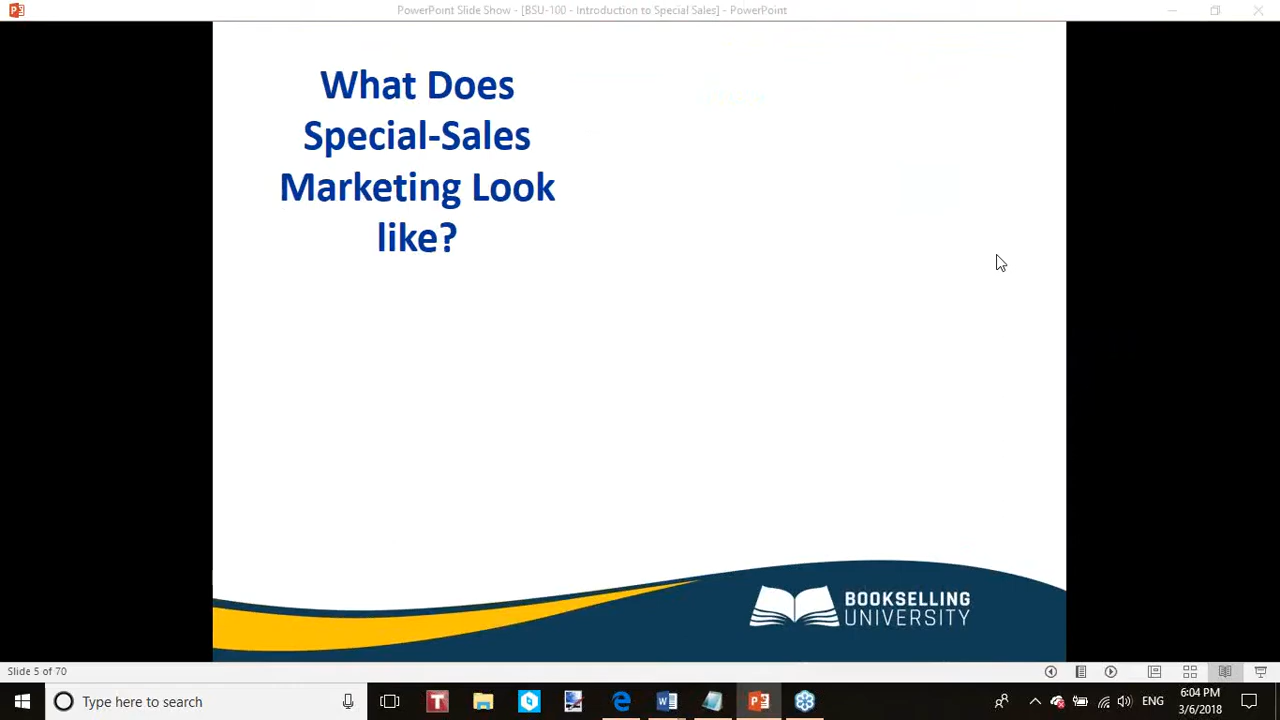 PowerPoint Slide Show - [BSU-100 - Introduction to Special Sales] - PowerPoint
What Does
Special-Sales
Marketing Look
like?
BOOKSELLING
UNIVERSITY
Slide 5 of 70
Type here to search
ENG
6:04 PM
3/6/2018